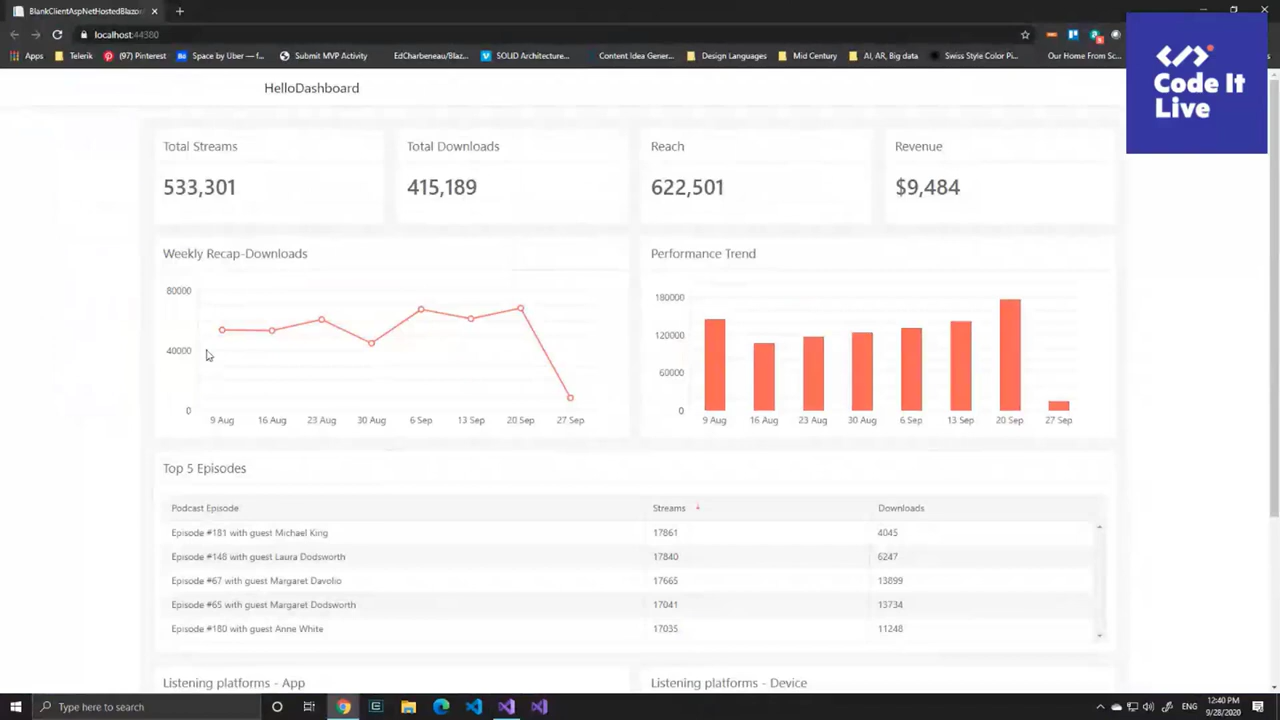 BlankClientAspNetHostedBlazor
localhost:44380
Apps
Telerik
(97) Pinterest
Space by Uber — f...
Submit MVP Activity
EdCharbeneau/Blaz...
SOLID Architecture...
Content Idea Gener...
Design Languages
Mid Century
AI, AR, Big data
Swiss Style Color Pi...
Our Home From Sc...
Code It
Live
HelloDashboard
Total Streams
Total Downloads
Reach
Revenue
533,301
415,189
622,501
$9,484
Weekly Recap-Downloads
80000
40000
0
9 Aug
16 Aug
23 Aug
30 Aug
6 Sep
13 Sep
20 Sep
27 Sep
Performance Trend
180000
120000
60000
0
9 Aug
16 Aug
23 Aug
30 Aug
6 Sep
13 Sep
20 Sep
27 Sep
Top 5 Episodes
Podcast Episode
Streams
Downloads
Episode #181 with guest Michael King
17861
4045
Episode #148 with guest Laura Dodsworth
17840
6247
Episode #67 with guest Margaret Davolio
17665
13899
Episode #65 with guest Margaret Dodsworth
17041
13734
Episode #180 with guest Anne White
17035
11248
Listening platforms - App
Listening platforms - Device
Type here to search
12:40 PM
9/28/2020